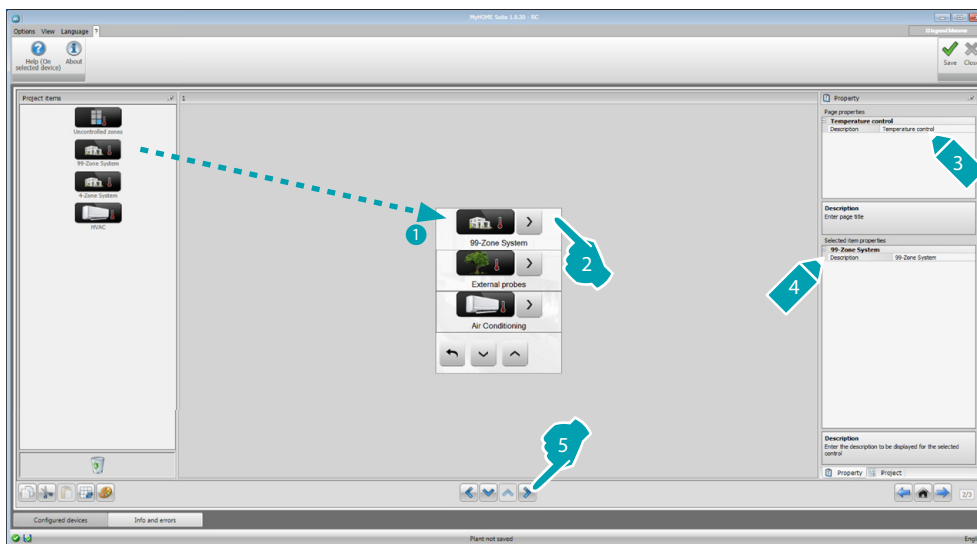 MyHOME Suite 1.0.20 - RC
Options View Language ?
Help (On
selected device)
About
Save Close
Project items
1
Property
Uncontrolled zones
99-Zone System
4-Zone System
HVAC
Page properties
Temperature control
Description Temperature control
3
Description
Enter page title
1
99-Zone System
2
External probes
Air Conditioning
Selected item properties
99-Zone System
Description 99-Zone System
4
5
Description
Enter the description to be displayed for the selected
control
Property Project
2/3
Configured devices Info and errors
Plant not saved
Engl